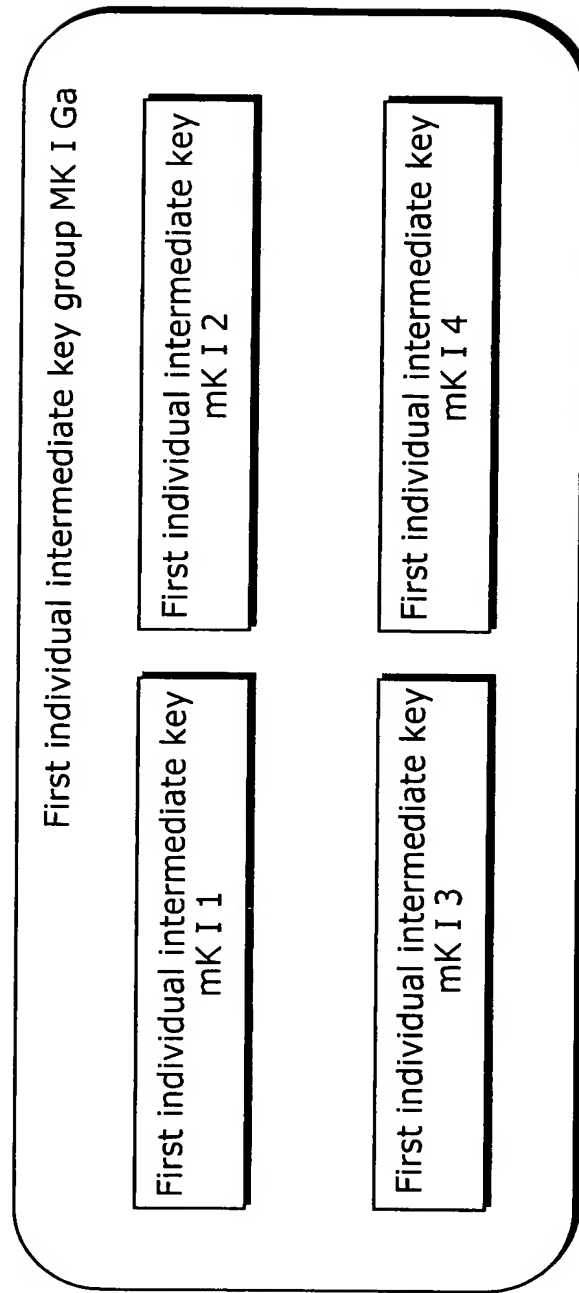 First individual intermediate key group MK I Ga
First individual intermediate key
mK I 1
First individual intermediate key
mK I 2
First individual intermediate key
mK I 3
First individual intermediate key
mK I 4